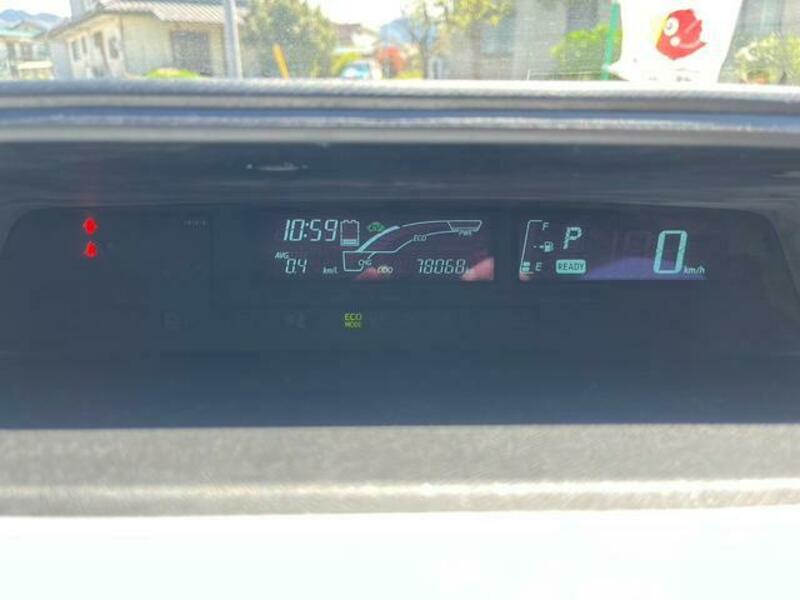 10:59
ECO
PWR
AVG
0.4 km/L
CHG
ODO 78068
F
P
E READY
0 km/h
ECO
MODE